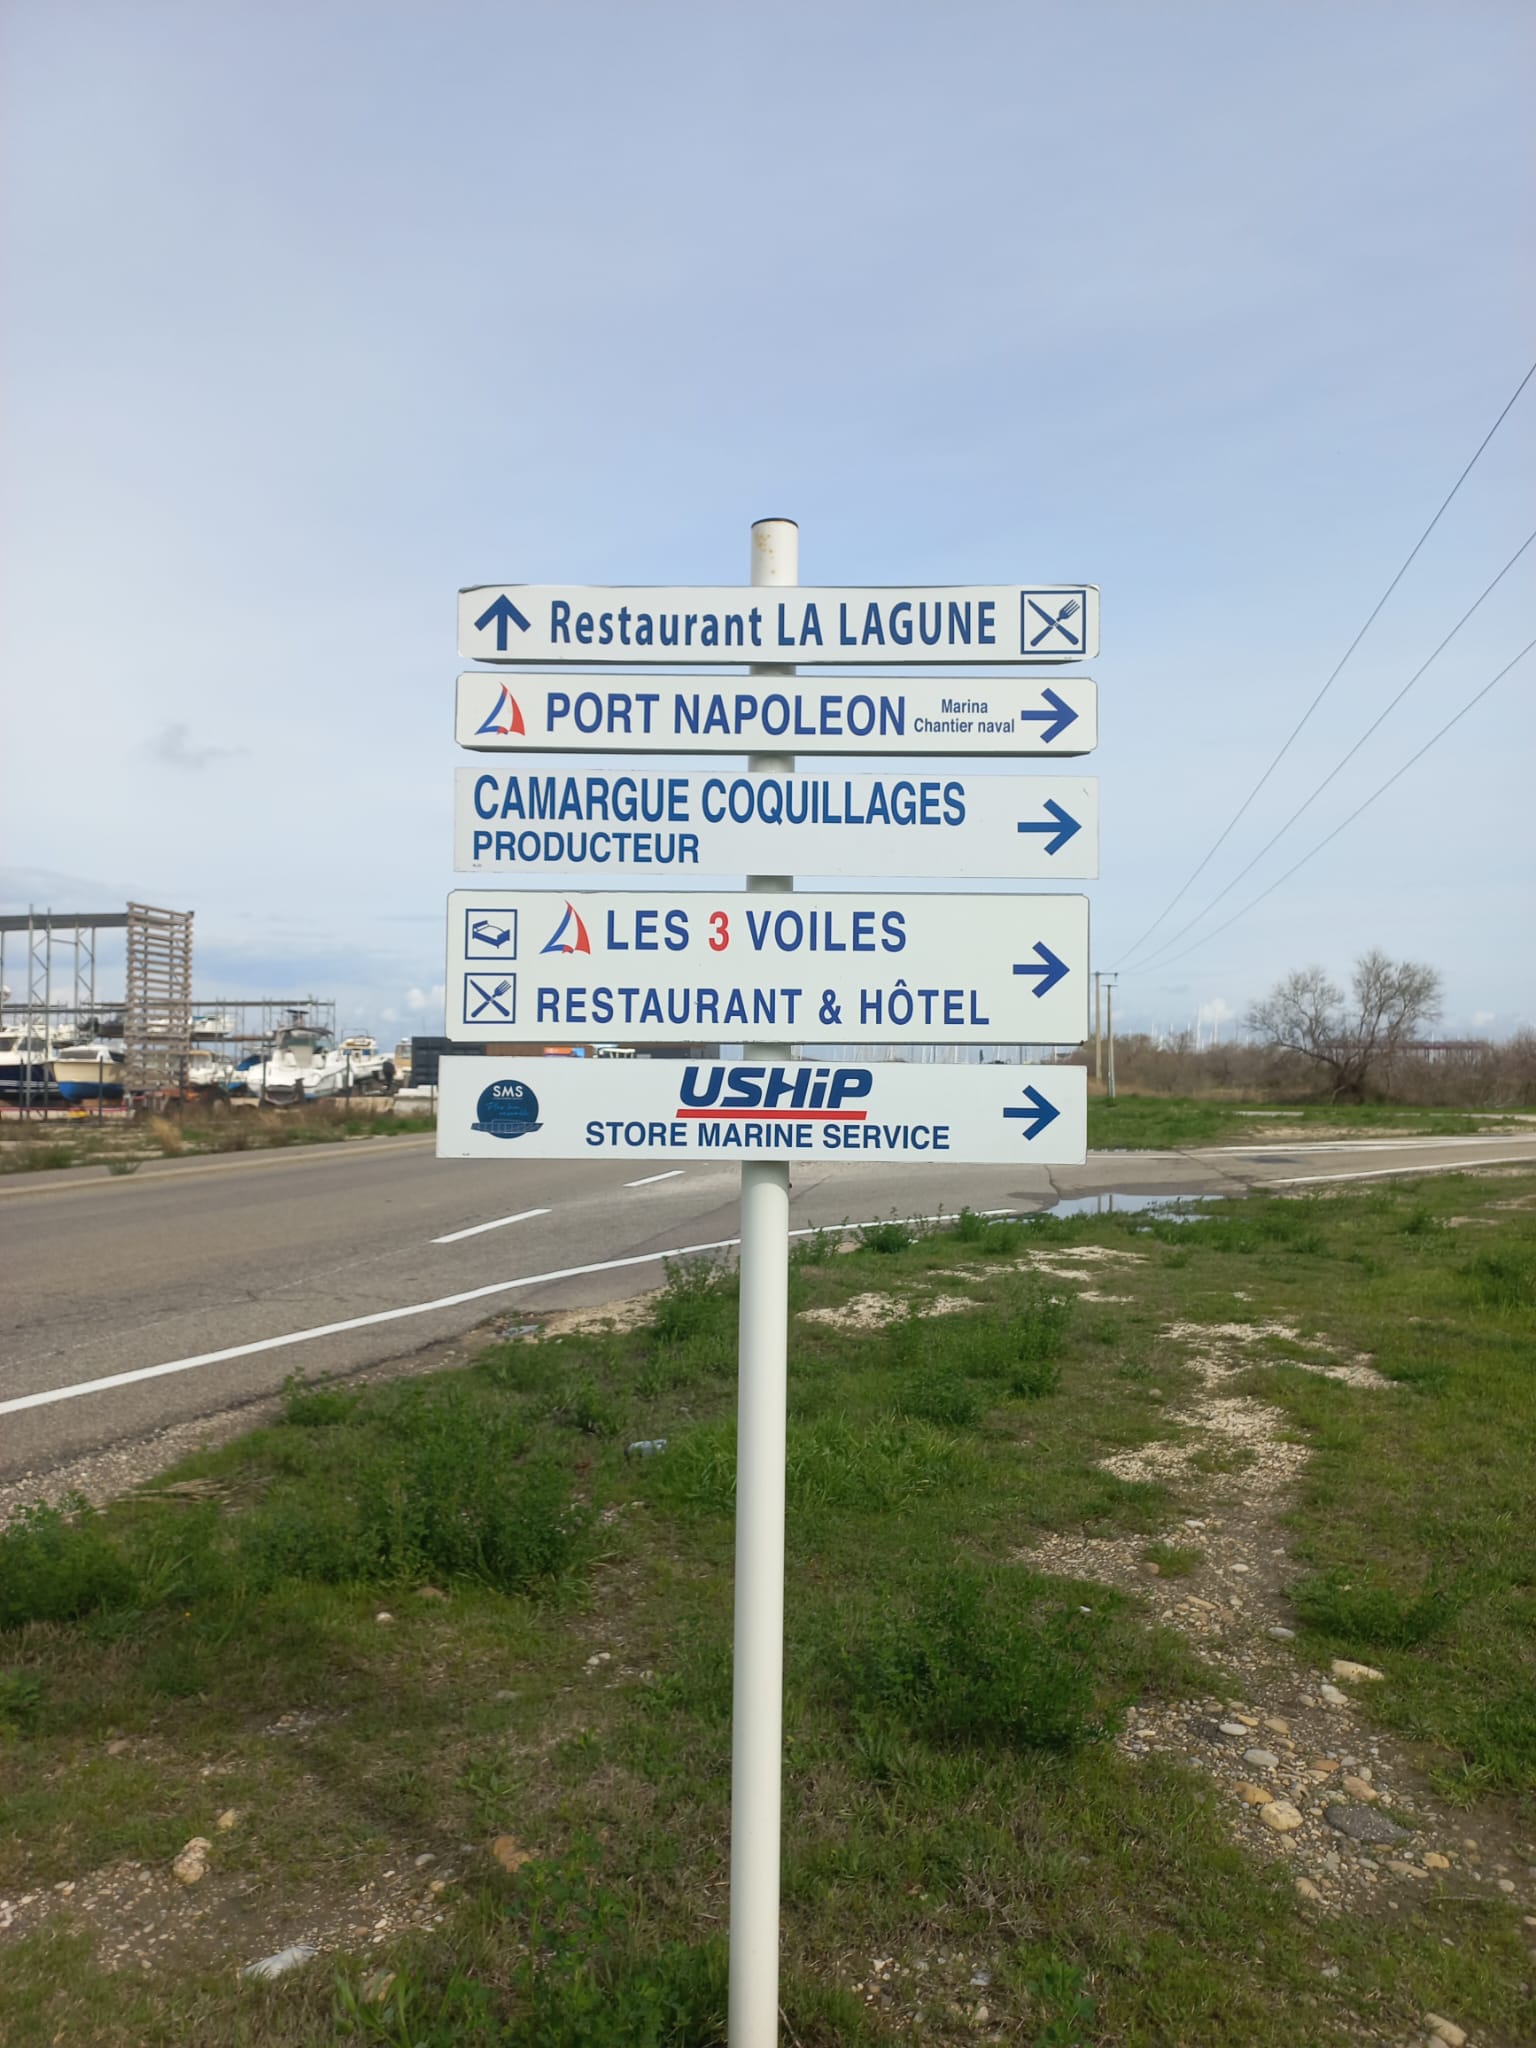 Restaurant LA LAGUNE
PORT NAPOLEON
Marina
Chantier naval
CAMARGUE COQUILLAGES
PRODUCTEUR
LES 3 VOILES
RESTAURANT & HÔTEL
SMS
USHiP
STORE MARINE SERVICE